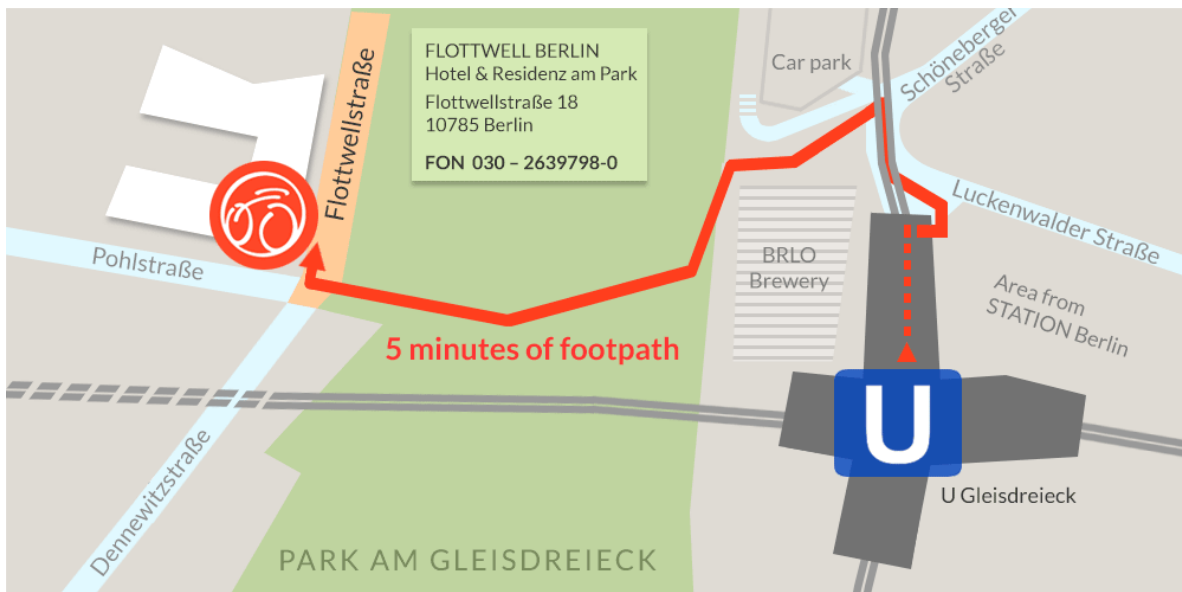 FLOTTWELL BERLIN
Hotel & Residenz am Park
Flottwellstraße 18
10785 Berlin
FON 030 – 2639798-0
Flottwellstraße
Car park
Schöneberger
Straße
Luckenwalder Straße
Pohlstraße
BRLO
Brewery
Area from
STATION Berlin
5 minutes of footpath
Dennewitzstraße
U
U Gleisdreieck
PARK AM GLEISDREIECK